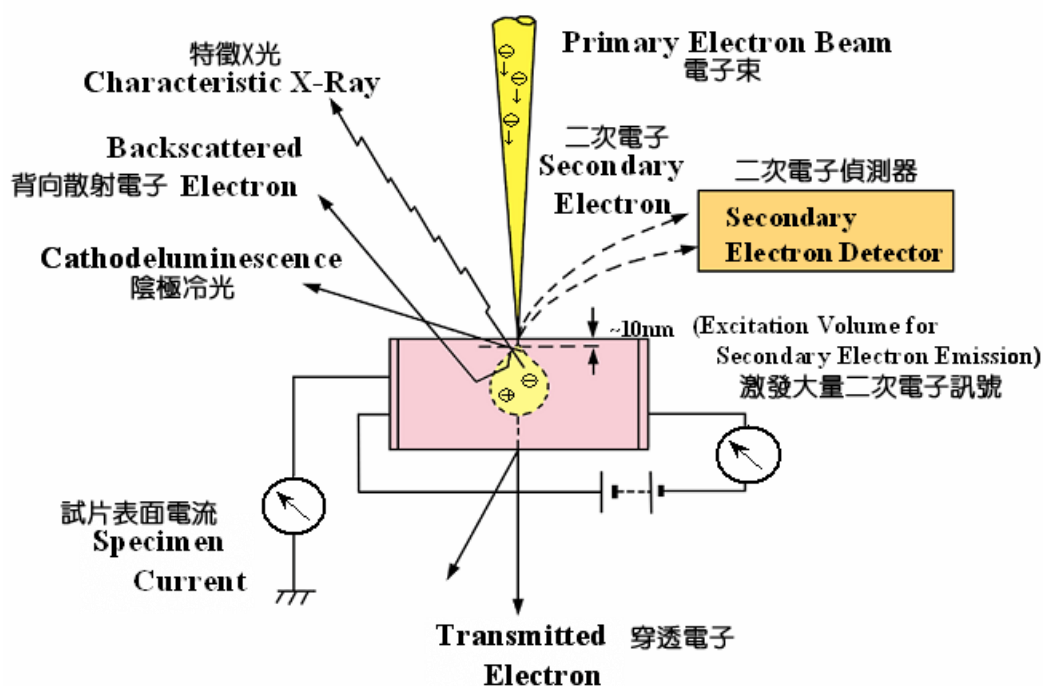 特徵X光
Characteristic X-Ray
Primary Electron Beam
電子束
Backscattered
背向散射電子 Electron
二次電子
Secondary
Electron
二次電子偵測器
Secondary
Electron Detector
Cathodeluminescence
陰極冷光
~10nm (Excitation Volume for
Secondary Electron Emission)
激發大量二次電子訊號
試片表面電流
Specimen
Current
Transmitted 穿透電子
Electron